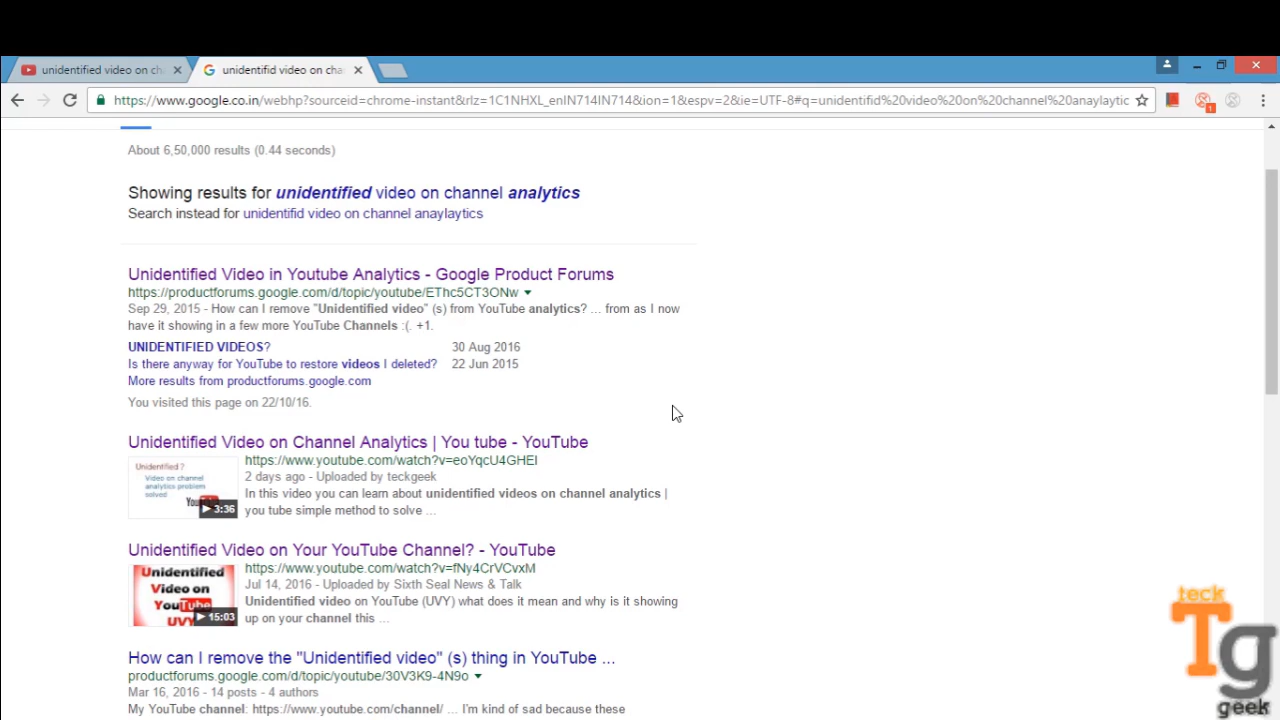 unidentified video on ch
unidentifid video on cha
https://www.google.co.in/webhp?sourceid=chrome-instant&rlz=1C1NHXL_enIN714IN714&ion=1&espv=2&ie=UTF-8#q=unidentifid%20video%20on%20channel%20anaylaytic
1
About 6,50,000 results (0.44 seconds)
Showing results for unidentified video on channel analytics
Search instead for unidentifid video on channel anaylaytics
Unidentified Video in Youtube Analytics - Google Product Forums
https://productforums.google.com/d/topic/youtube/EThc5CT3ONw
Sep 29, 2015 - How can I remove "Unidentified video" (s) from YouTube analytics? ... from as I now
have it showing in a few more YouTube Channels :(. +1.
UNIDENTIFIED VIDEOS? 30 Aug 2016
Is there anyway for YouTube to restore videos I deleted? 22 Jun 2015
More results from productforums.google.com
You visited this page on 22/10/16.
Unidentified Video on Channel Analytics | You tube - YouTube
https://www.youtube.com/watch?v=eoYqcU4GHEI
2 days ago - Uploaded by teckgeek
In this video you can learn about unidentified videos on channel analytics |
you tube simple method to solve ...
Unidentified ?
Video on channel
analytics problem
solved
You
3:36
Unidentified Video on Your YouTube Channel? - YouTube
https://www.youtube.com/watch?v=fNy4CrVCvxM
Jul 14, 2016 - Uploaded by Sixth Seal News & Talk
Unidentified video on YouTube (UVY) what does it mean and why is it showing
up on your channel this ...
Unidentified
Video on
YouTube
UVY
15:03
How can I remove the "Unidentified video" (s) thing in YouTube ...
productforums.google.com/d/topic/youtube/30V3K9-4N9o
Mar 16, 2016 - 14 posts - 4 authors
My YouTube channel: https://www.youtube.com/channel/ ... I'm kind of sad because these
teck
Tg
geek